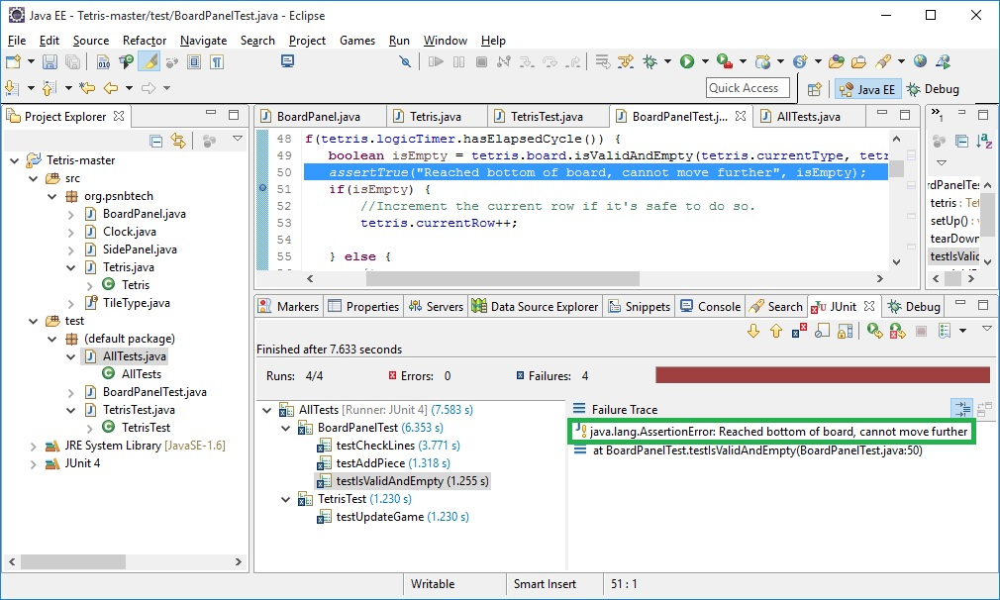 Java EE - Tetris-master/test/BoardPanelTest.java - Eclipse
File Edit Source Refactor Navigate Search Project Games Run Window Help
Quick Access Java EE Debug
Project Explorer
Tetris-master
src
org.psnbtech
BoardPanel.java
Clock.java
SidePanel.java
Tetris.java
Tetris
TileType.java
test
(default package)
AllTests.java
AllTests
BoardPanelTest.java
TetrisTest.java
TetrisTest
JRE System Library [JavaSE-1.6]
JUnit 4
BoardPanel.java Tetris.java TetrisTest.java BoardPanelTest.j... AllTests.java
48 f(tetris.logicTimer.hasElapsedCycle()) {
49 boolean isEmpty = tetris.board.isValidAndEmpty(tetris.currentType, tetr
50 assertTrue("Reached bottom of board, cannot move further", isEmpty);
51 if(isEmpty) {
52 //Increment the current row if it's safe to do so.
53 tetris.currentRow++;
54
55 } else {
»1
rdPanelTes
tetris : Tet
setUp() : v
tearDown
testIsValid
Markers Properties Servers Data Source Explorer Snippets Console Search JUnit Debug
Finished after 7.633 seconds
Runs: 4/4 Errors: 0 Failures: 4
AllTests [Runner: JUnit 4] (7.583 s)
BoardPanelTest (6.353 s)
testCheckLines (3.771 s)
testAddPiece (1.318 s)
testIsValidAndEmpty (1.255 s)
TetrisTest (1.230 s)
testUpdateGame (1.230 s)
Failure Trace
java.lang.AssertionError: Reached bottom of board, cannot move further
at BoardPanelTest.testIsValidAndEmpty(BoardPanelTest.java:50)
Writable Smart Insert 51 : 1